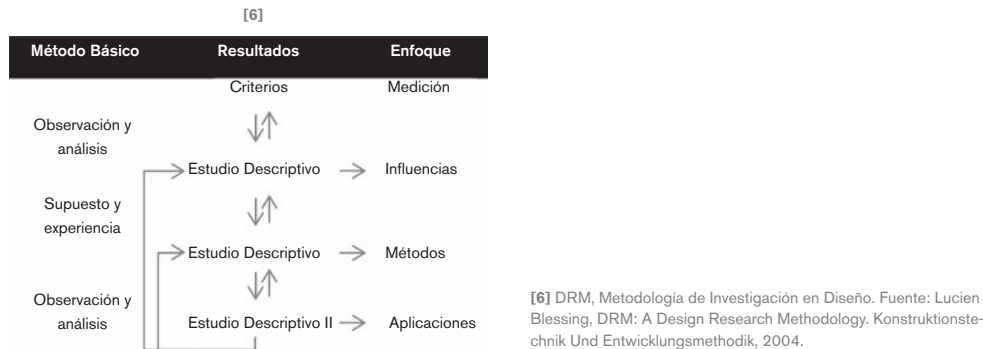 [6]
Método Básico Resultados Enfoque
Criterios Medición
Observación y
análisis
Estudio Descriptivo Influencias
Supuesto y
experiencia
Estudio Descriptivo Métodos
Observación y
análisis
Estudio Descriptivo II Aplicaciones
[6] DRM, Metodología de Investigación en Diseño. Fuente: Lucien
Blessing, DRM: A Design Research Methodology. Konstruktionste-
chnik Und Entwicklungsmethodik, 2004.